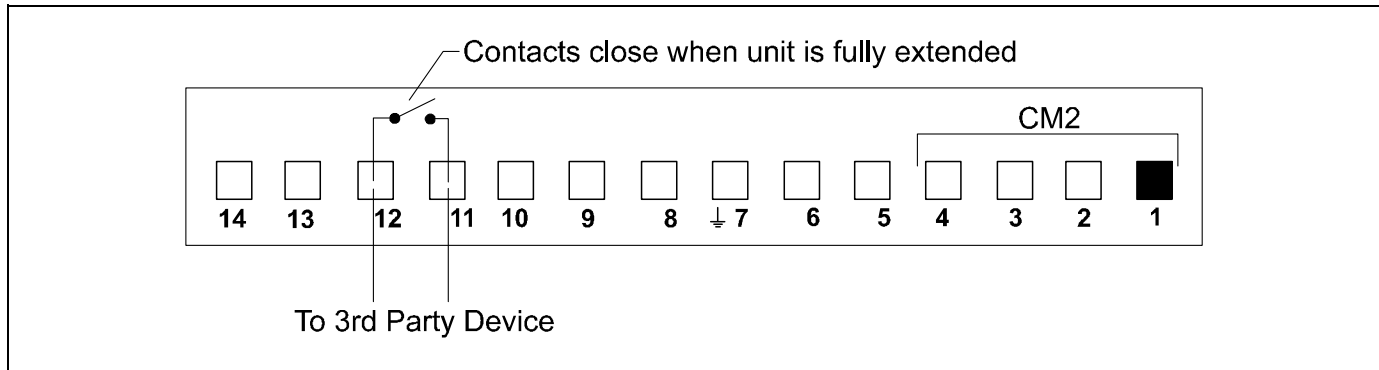 Contacts close when unit is fully extended
CM2
14 13 12 11 10 9 8 7 6 5 4 3 2 1
To 3rd Party Device